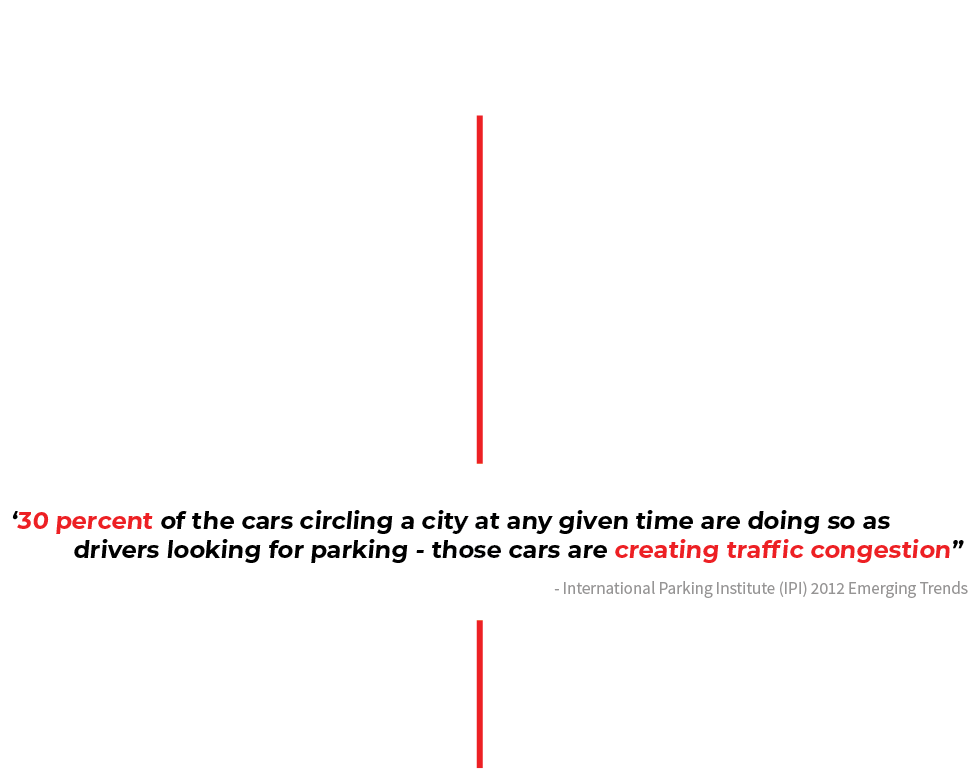 ‘30 percent of the cars circling a city at any given time are doing so as
drivers looking for parking - those cars are creating traffic congestion”
- International Parking Institute (IPI) 2012 Emerging Trends